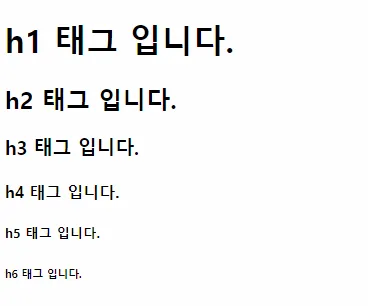 h1 태그 입니다.
h2 태그 입니다.
h3 태그 입니다.
h4 태그 입니다.
h5 태그 입니다.
h6 태그 입니다.